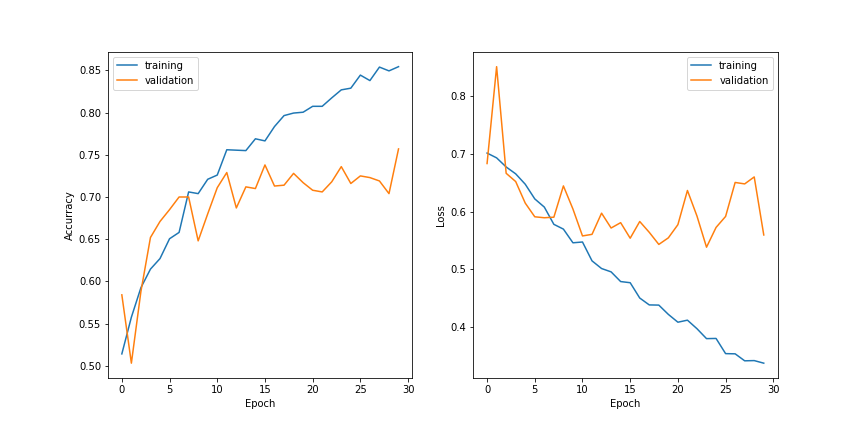 training
validation
0.85
0.80
0.75
0.70
0.65
0.60
0.55
0.50
Accurracy
0 5 10 15 20 25 30
Epoch
training
validation
0.8
0.7
0.6
0.5
0.4
Loss
0 5 10 15 20 25 30
Epoch